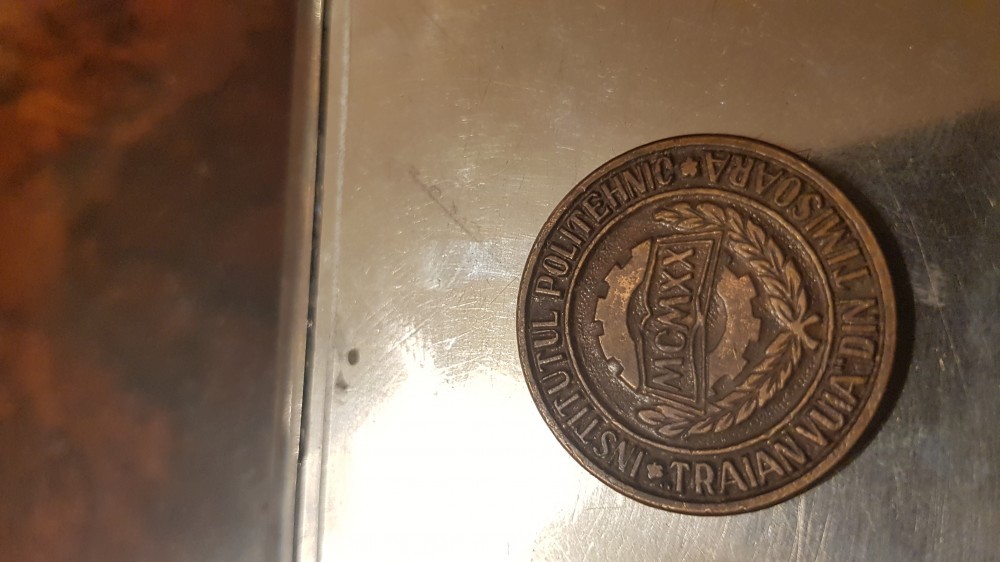 INSTITUTUL POLITEHNIC
TRAIAN VUIA DIN TIMISOARA
MCMXX